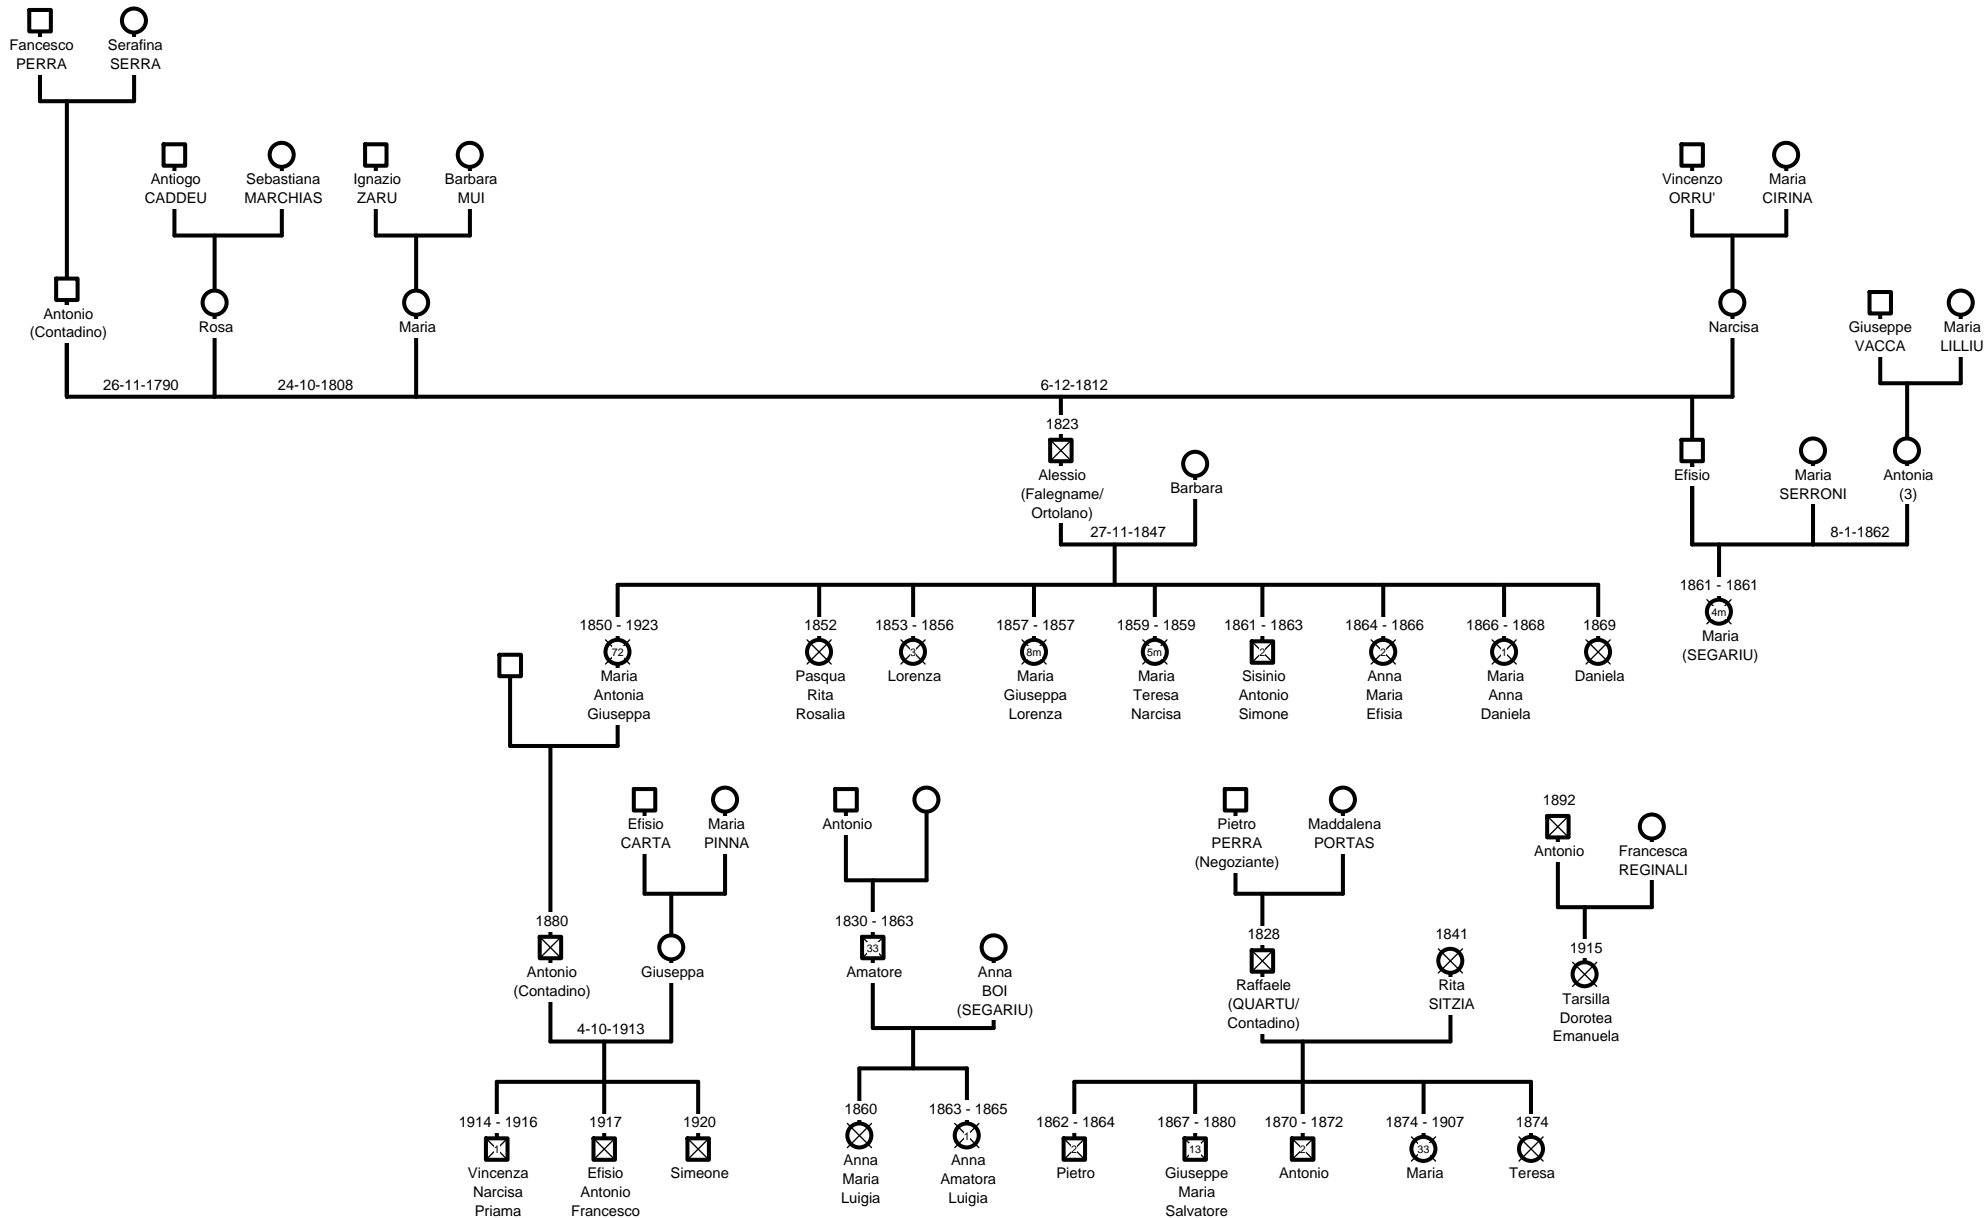 Fancesco
PERRA
Serafina
SERRA
Antiogo
CADDEU
Sebastiana
MARCHIAS
Ignazio
ZARU
Barbara
MUI
Vincenzo
ORRU'
Maria
CIRINA
Antonio
(Contadino)
Rosa
Maria
Narcisa
Giuseppe
VACCA
Maria
LILLIU
26-11-1790
24-10-1808
6-12-1812
1823
Alessio
(Falegname/
Ortolano)
Barbara
Efisio
Maria
SERRONI
Antonia
(3)
27-11-1847
8-1-1862
1850 - 1923
72
Maria
Antonia
Giuseppa
1852
Pasqua
Rita
Rosalia
1853 - 1856
3
Lorenza
1857 - 1857
8m
Maria
Giuseppa
Lorenza
1859 - 1859
5m
Maria
Teresa
Narcisa
1861 - 1863
2
Sisinio
Antonio
Simone
1864 - 1866
2
Anna
Maria
Efisia
1866 - 1868
1
Maria
Anna
Daniela
1869
Daniela
1861 - 1861
4m
Maria
(SEGARIU)
Efisio
CARTA
Maria
PINNA
Antonio
Pietro
PERRA
(Negoziante)
Maddalena
PORTAS
1892
Antonio
Francesca
REGINALI
1880
Antonio
(Contadino)
Giuseppa
1830 - 1863
33
Amatore
Anna
BOI
(SEGARIU)
1828
Raffaele
(QUARTU/
Contadino)
1841
Rita
SITZIA
1915
Tarsilla
Dorotea
Emanuela
4-10-1913
1914 - 1916
1
Vincenza
Narcisa
Priama
1917
Efisio
Antonio
Francesco
1920
Simeone
1860
Anna
Maria
Luigia
1863 - 1865
1
Anna
Amatora
Luigia
1862 - 1864
2
Pietro
1867 - 1880
13
Giuseppe
Maria
Salvatore
1870 - 1872
2
Antonio
1874 - 1907
33
Maria
1874
Teresa